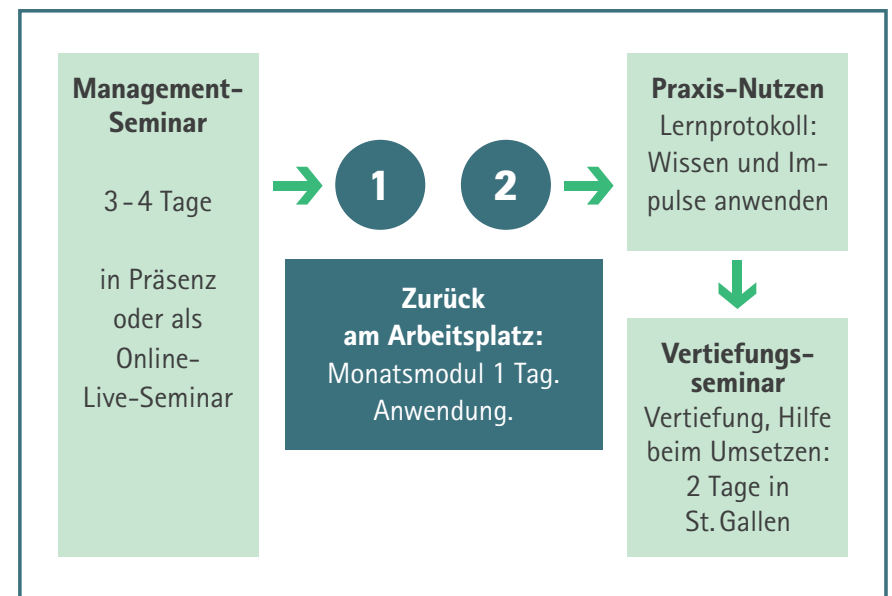 Management-
Seminar
3 – 4 Tage
in Präsenz
oder als
Online-
Live-Seminar
1
2
Zurück
am Arbeitsplatz:
Monatsmodul 1 Tag.
Anwendung.
Praxis-Nutzen
Lernprotokoll:
Wissen und Im-
pulse anwenden
Vertiefungs-
seminar
Vertiefung, Hilfe
beim Umsetzen:
2 Tage in
St. Gallen